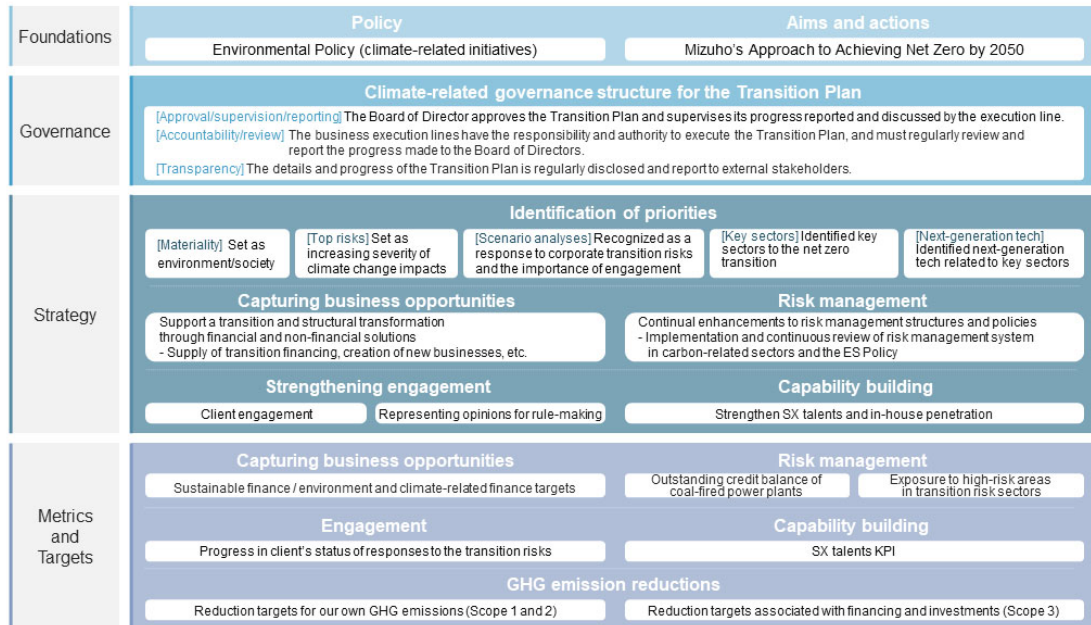 Foundations
Policy
Environmental Policy (climate-related initiatives)
Aims and actions
Mizuho's Approach to Achieving Net Zero by 2050
Governance
Climate-related governance structure for the Transition Plan
[Approval/supervision/reporting] The Board of Director approves the Transition Plan and supervises its progress reported and discussed by the execution line.
[Accountability/review] The business execution lines have the responsibility and authority to execute the Transition Plan, and must regularly review and
report the progress made to the Board of Directors.
[Transparency] The details and progress of the Transition Plan is regularly disclosed and report to external stakeholders.
Strategy
Identification of priorities
[Materiality] Set as
environment/society
[Top risks] Set as
increasing severity of
climate change impacts
[Scenario analyses] Recognized as a
response to corporate transition risks
and the importance of engagement
[Key sectors] Identified key
sectors to the net zero
transition
[Next-generation tech]
Identified next-generation
tech related to key sectors
Capturing business opportunities
Support a transition and structural transformation
through financial and non-financial solutions
- Supply of transition financing, creation of new businesses, etc.
Risk management
Continual enhancements to risk management structures and policies
- Implementation and continuous review of risk management system
in carbon-related sectors and the ES Policy
Strengthening engagement
Client engagement
Representing opinions for rule-making
Capability building
Strengthen SX talents and in-house penetration
Metrics
and
Targets
Capturing business opportunities
Sustainable finance / environment and climate-related finance targets
Risk management
Outstanding credit balance of
coal-fired power plants
Exposure to high-risk areas
in transition risk sectors
Engagement
Progress in client's status of responses to the transition risks
Capability building
SX talents KPI
GHG emission reductions
Reduction targets for our own GHG emissions (Scope 1 and 2)
Reduction targets associated with financing and investments (Scope 3)